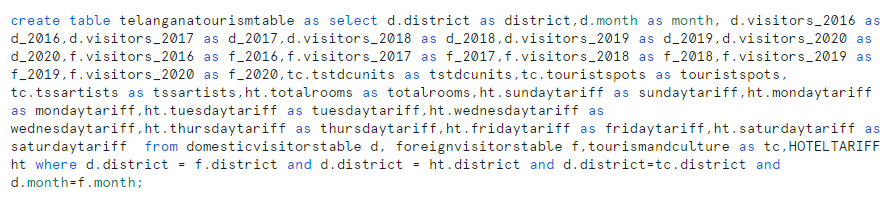 create table telanganatourismtable as select d.district as district,d.month as month, d.visitors_2016 as
d_2016,d.visitors_2017 as d_2017,d.visitors_2018 as d_2018,d.visitors_2019 as d_2019,d.visitors_2020 as
d_2020,f.visitors_2016 as f_2016,f.visitors_2017 as f_2017,f.visitors_2018 as f_2018,f.visitors_2019 as
f_2019,f.visitors_2020 as f_2020,tc.tstdcunits as tstdcunits,tc.touristspots as touristspots,
tc.tssartists as tssartists,ht.totalrooms as totalrooms,ht.sundaytariff as sundaytariff,ht.mondaytariff
as mondaytariff,ht.tuesdaytariff as tuesdaytariff,ht.wednesdaytariff as
wednesdaytariff,ht.thursdaytariff as thursdaytariff,ht.fridaytariff as fridaytariff,ht.saturdaytariff as
saturdaytariff  from domesticvisitorstable d, foreignvisitorstable f,tourismandculture as tc,HOTELTARIFF
ht where d.district = f.district and d.district = ht.district and d.district=tc.district and
d.month=f.month;